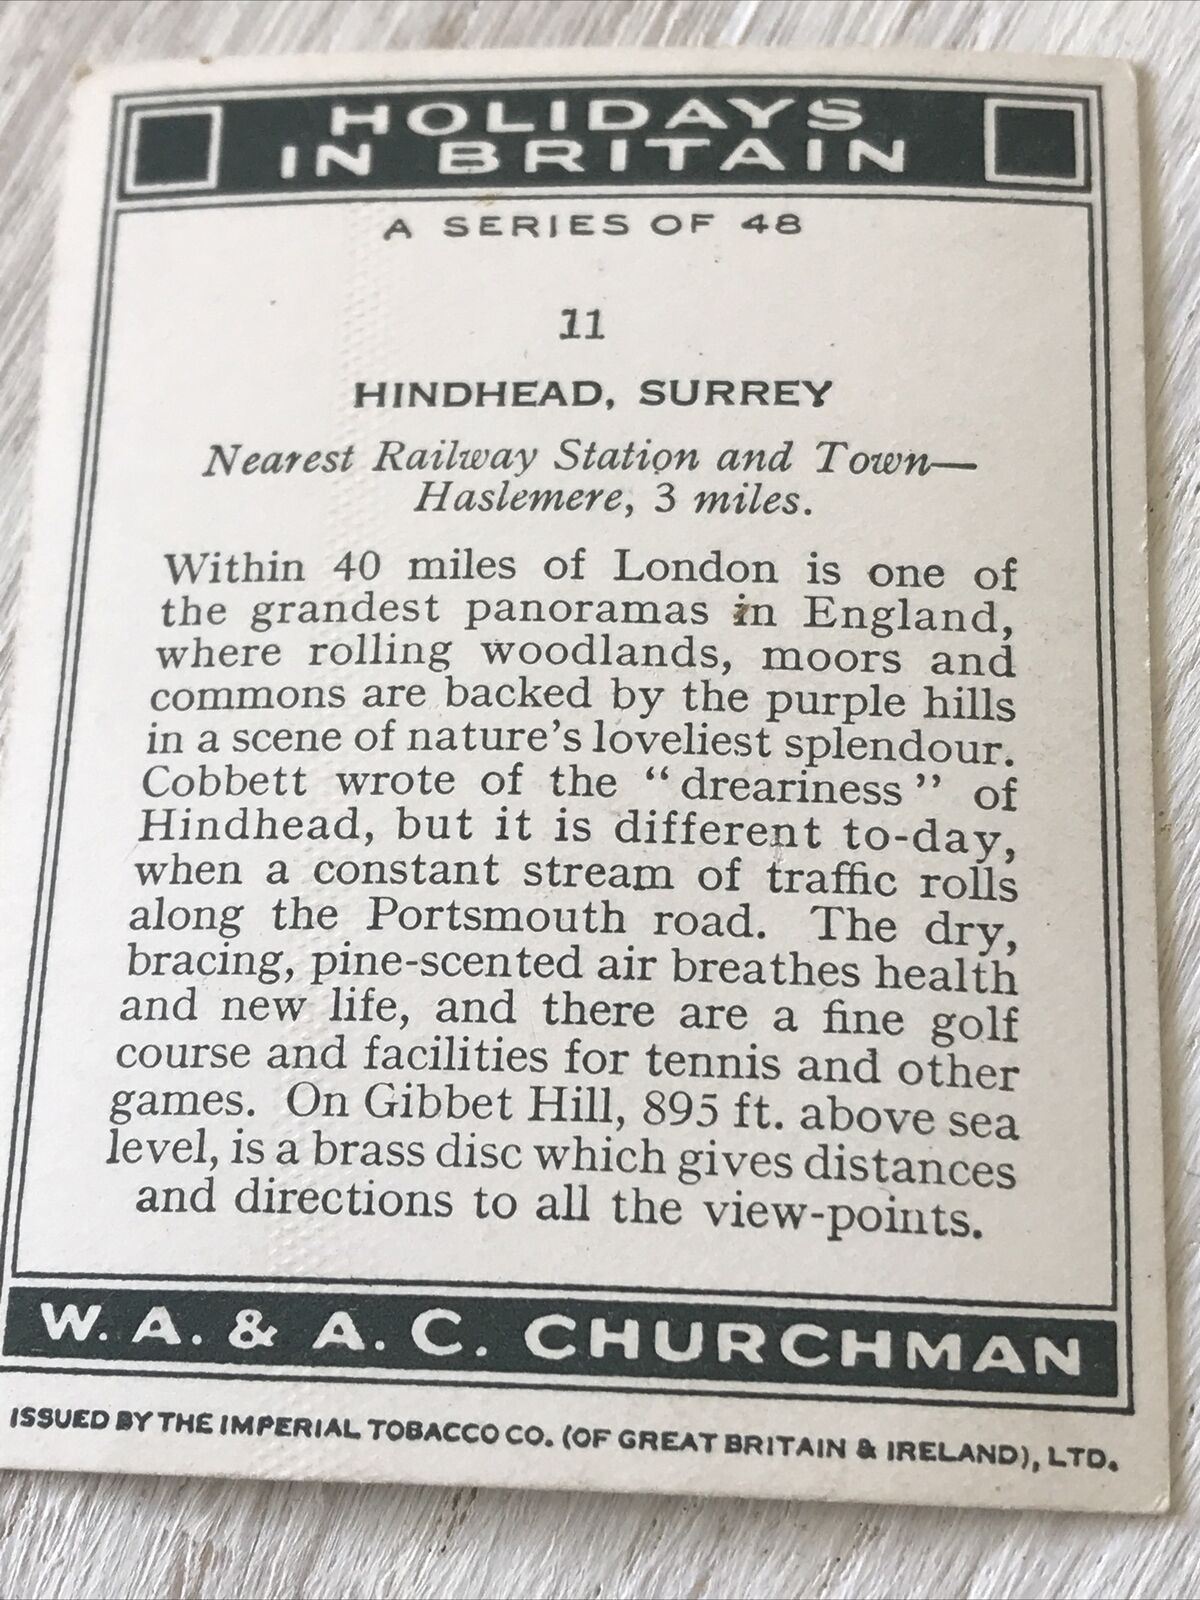 HOLIDAYS
IN BRITAIN
A SERIES OF 48
11
HINDHEAD, SURREY
Nearest Railway Station and Town—
Haslemere, 3 miles.
Within 40 miles of London is one of
the grandest panoramas in England,
where rolling woodlands, moors and
commons are backed by the purple hills
in a scene of nature's loveliest splendour.
Cobbett wrote of the “dreariness” of
Hindhead, but it is different to-day,
when a constant stream of traffic rolls
along the Portsmouth road. The dry,
bracing, pine-scented air breathes health
and new life, and there are a fine golf
course and facilities for tennis and other
games. On Gibbet Hill, 895 ft. above sea
level, is a brass disc which gives distances
and directions to all the view-points.
W. A. & A. C. CHURCHMAN
ISSUED BY THE IMPERIAL TOBACCO CO. (OF GREAT BRITAIN & IRELAND), LTD.